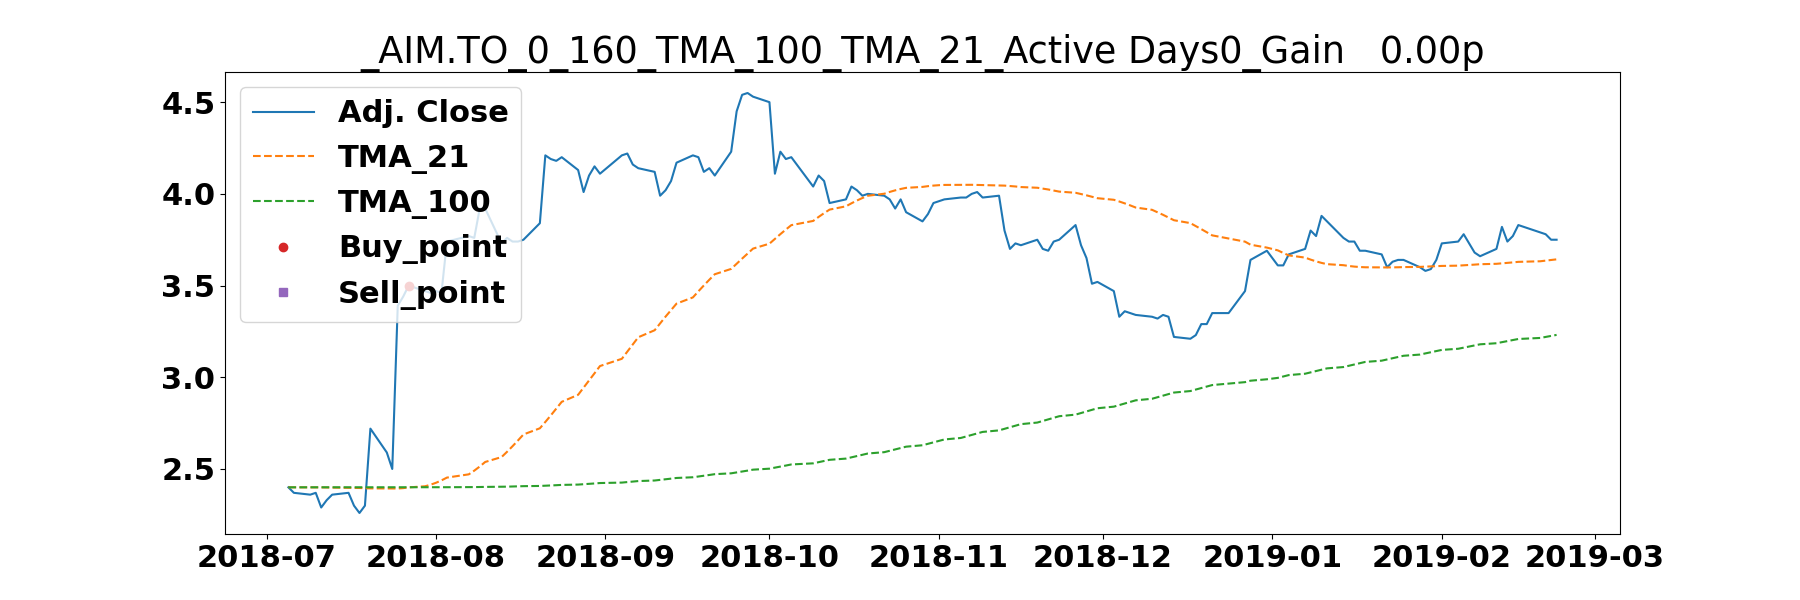 _AIM.TO_0_160_TMA_100_TMA_21_Active Days0_Gain   0.00p
Adj. Close
TMA_21
TMA_100
Buy_point
Sell_point
4.5
4.0
3.5
3.0
2.5
2018-07 2018-08 2018-09 2018-10 2018-11 2018-12 2019-01 2019-02 2019-03